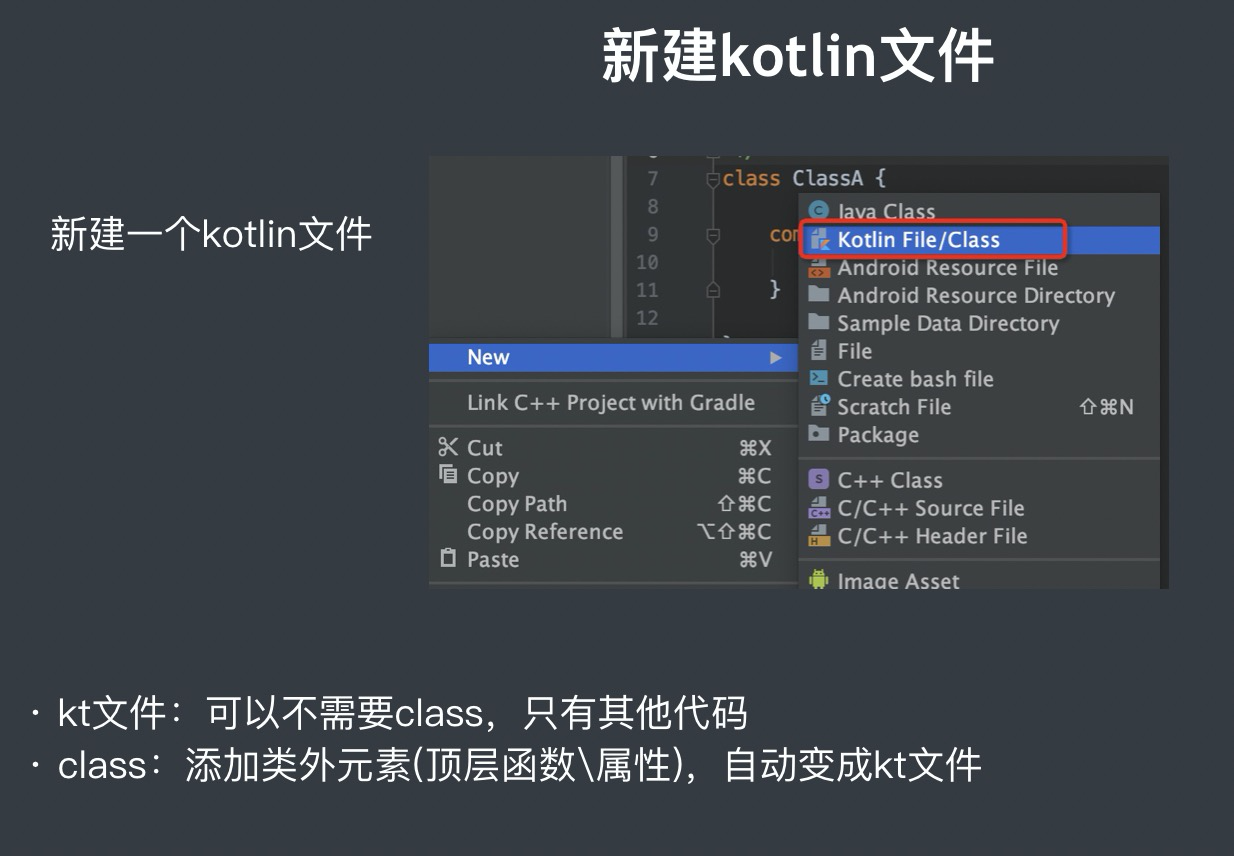 新建kotlin文件
新建一个kotlin文件
7 class ClassA {
8
9 com
10
11 }
12
Java Class
Kotlin File/Class
Android Resource File
Android Resource Directory
Sample Data Directory
File
Create bash file
Scratch File ⇧⌘N
Package
C++ Class
C/C++ Source File
C/C++ Header File
Image Asset
New ▶
Link C++ Project with Gradle
Cut ⌘X
Copy ⌘C
Copy Path ⇧⌘C
Copy Reference ⌥⇧⌘C
Paste ⌘V
· kt文件：可以不需要class，只有其他代码
· class：添加类外元素(顶层函数\属性)，自动变成kt文件